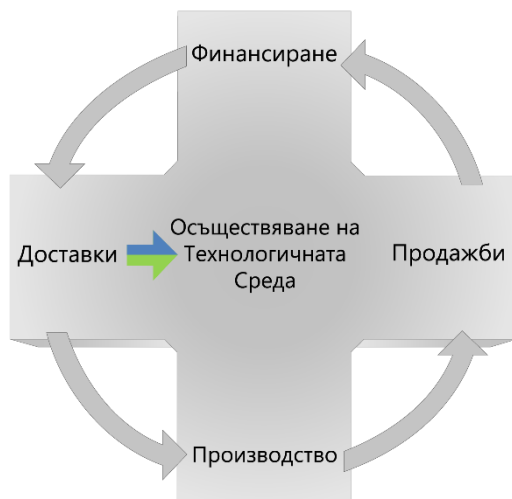 Финансиране
Доставки
Осъществяване на
Технологичната
Среда
Продажби
Производство